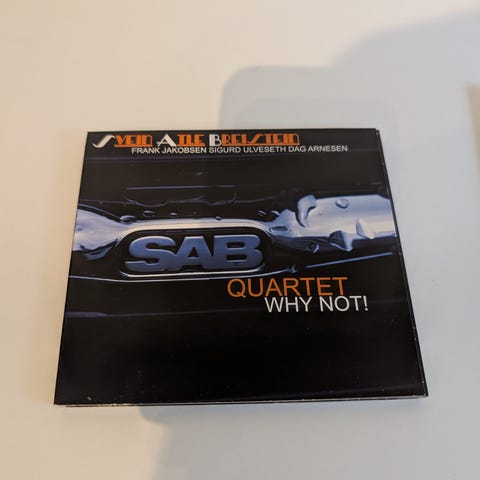 SVEIN ATLE BREISTEIN
FRANK JAKOBSEN SIGURD ULVESETH DAG ARNESEN
SAB
QUARTET
WHY NOT!